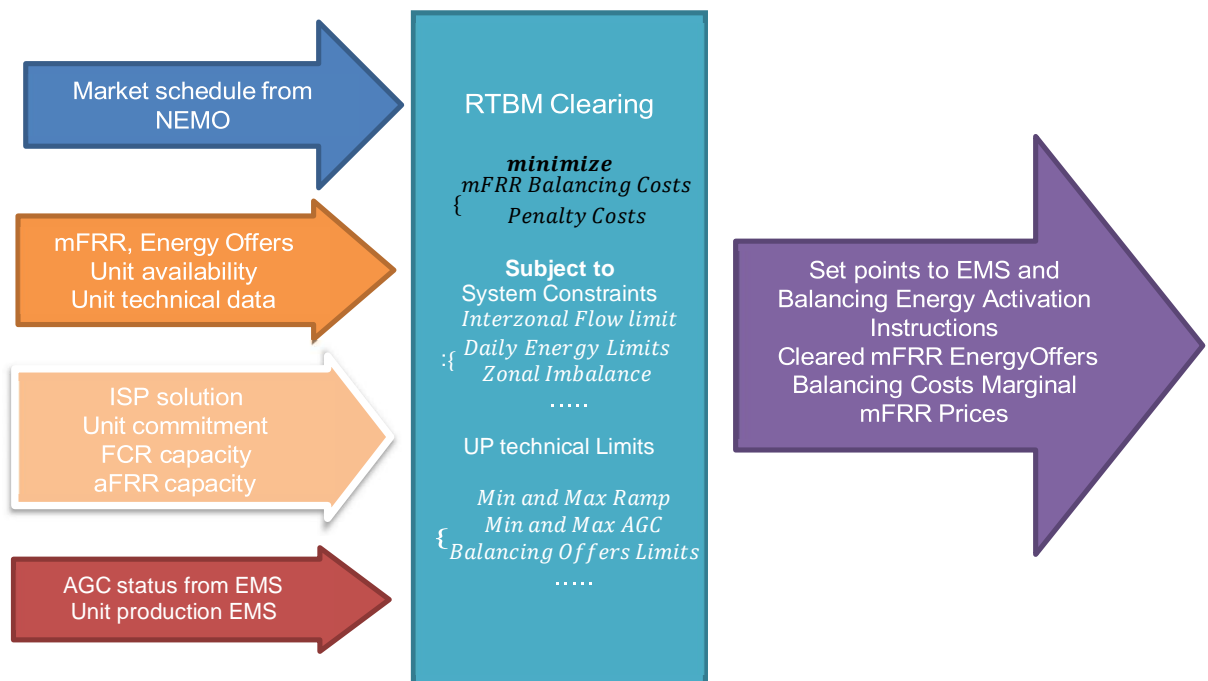 Market schedule from
NEMO
mFRR, Energy Offers
Unit availability
Unit technical data
ISP solution
Unit commitment
FCR capacity
aFRR capacity
AGC status from EMS
Unit production EMS
RTBM Clearing
minimize
mFRR Balancing Costs
{
Penalty Costs
Subject to
System Constraints
Interzonal Flow limit
:{ Daily Energy Limits
Zonal Imbalance
.....
UP technical Limits
Min and Max Ramp
{ Min and Max AGC
Balancing Offers Limits
.....
Set points to EMS and
Balancing Energy Activation
Instructions
Cleared mFRR EnergyOffers
Balancing Costs Marginal
mFRR Prices